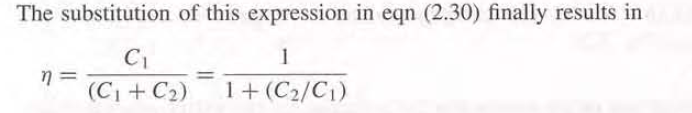 The substitution of this expression in eqn (2.30) finally results in
η = C₁ / (C₁ + C₂) = 1 / 1 + (C₂/C₁)